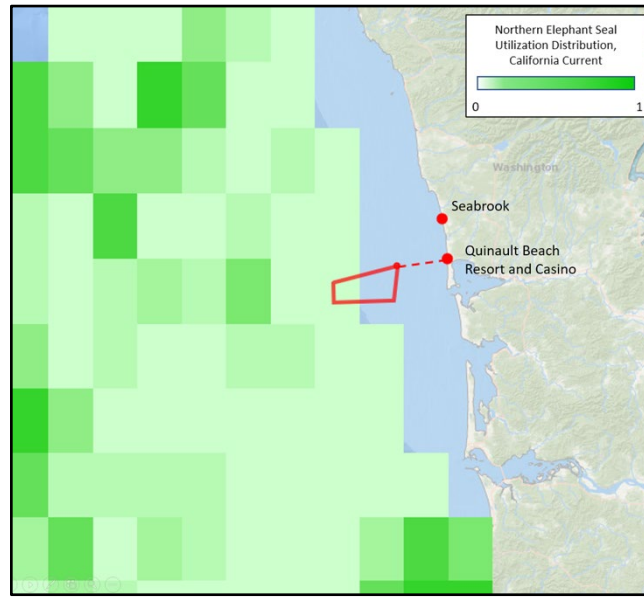 Northern Elephant Seal
Utilization Distribution,
California Current
0 1
Washington
Seabrook
Quinault Beach
Resort and Casino